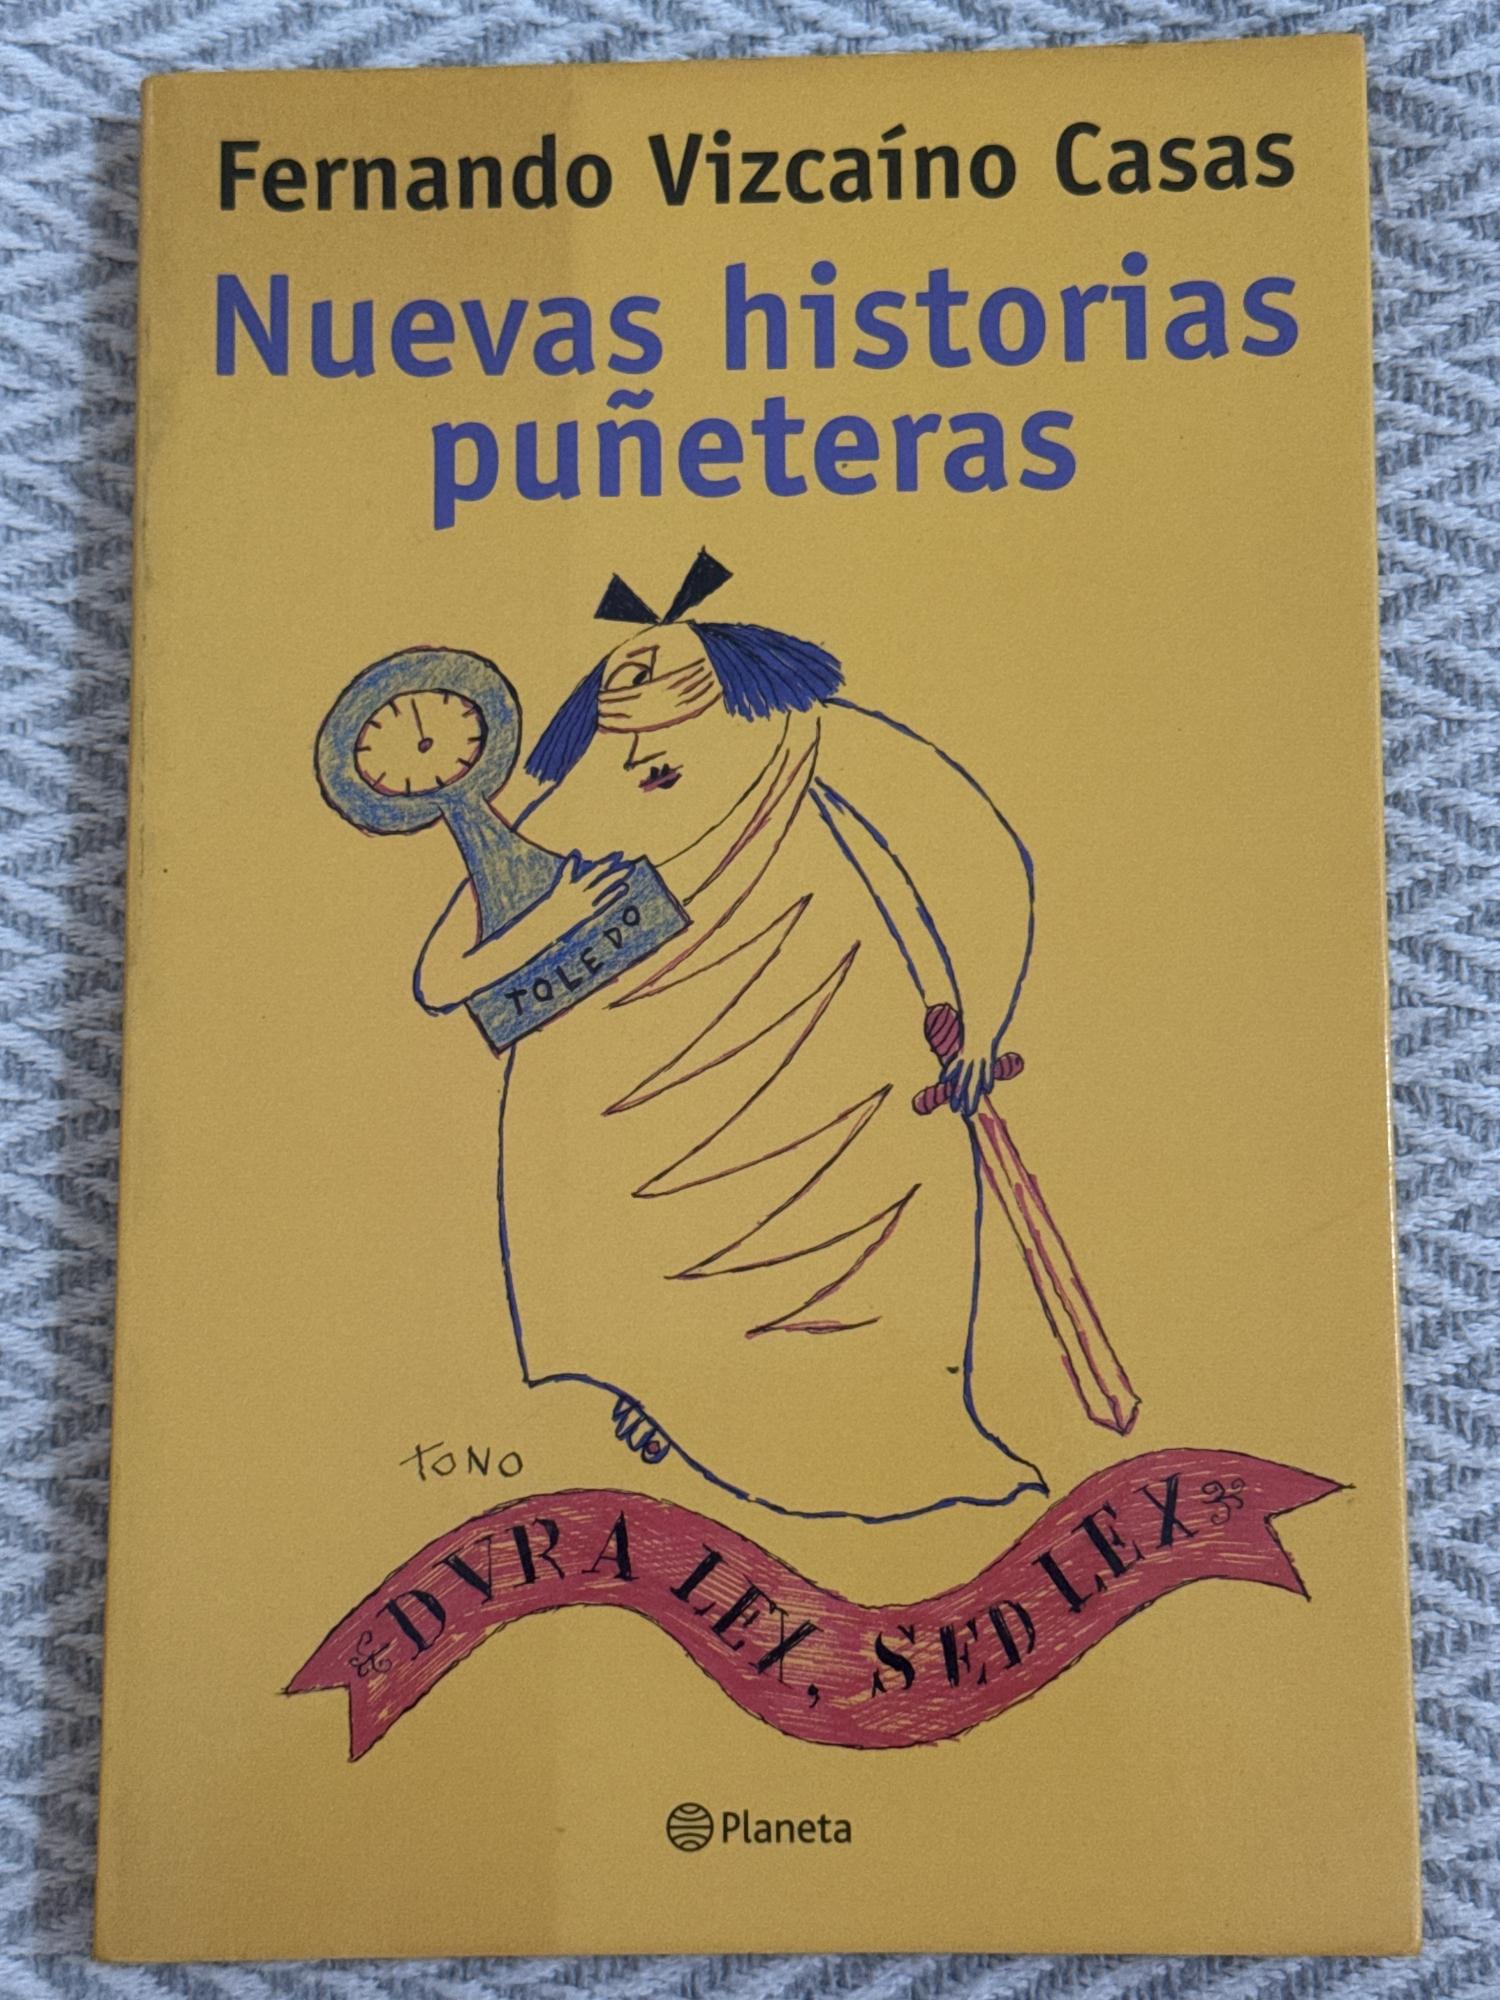 Fernando Vizcaíno Casas
Nuevas historias
puñeteras
TOLEDO
TONO
DVRA LEX, SED LEX
Planeta